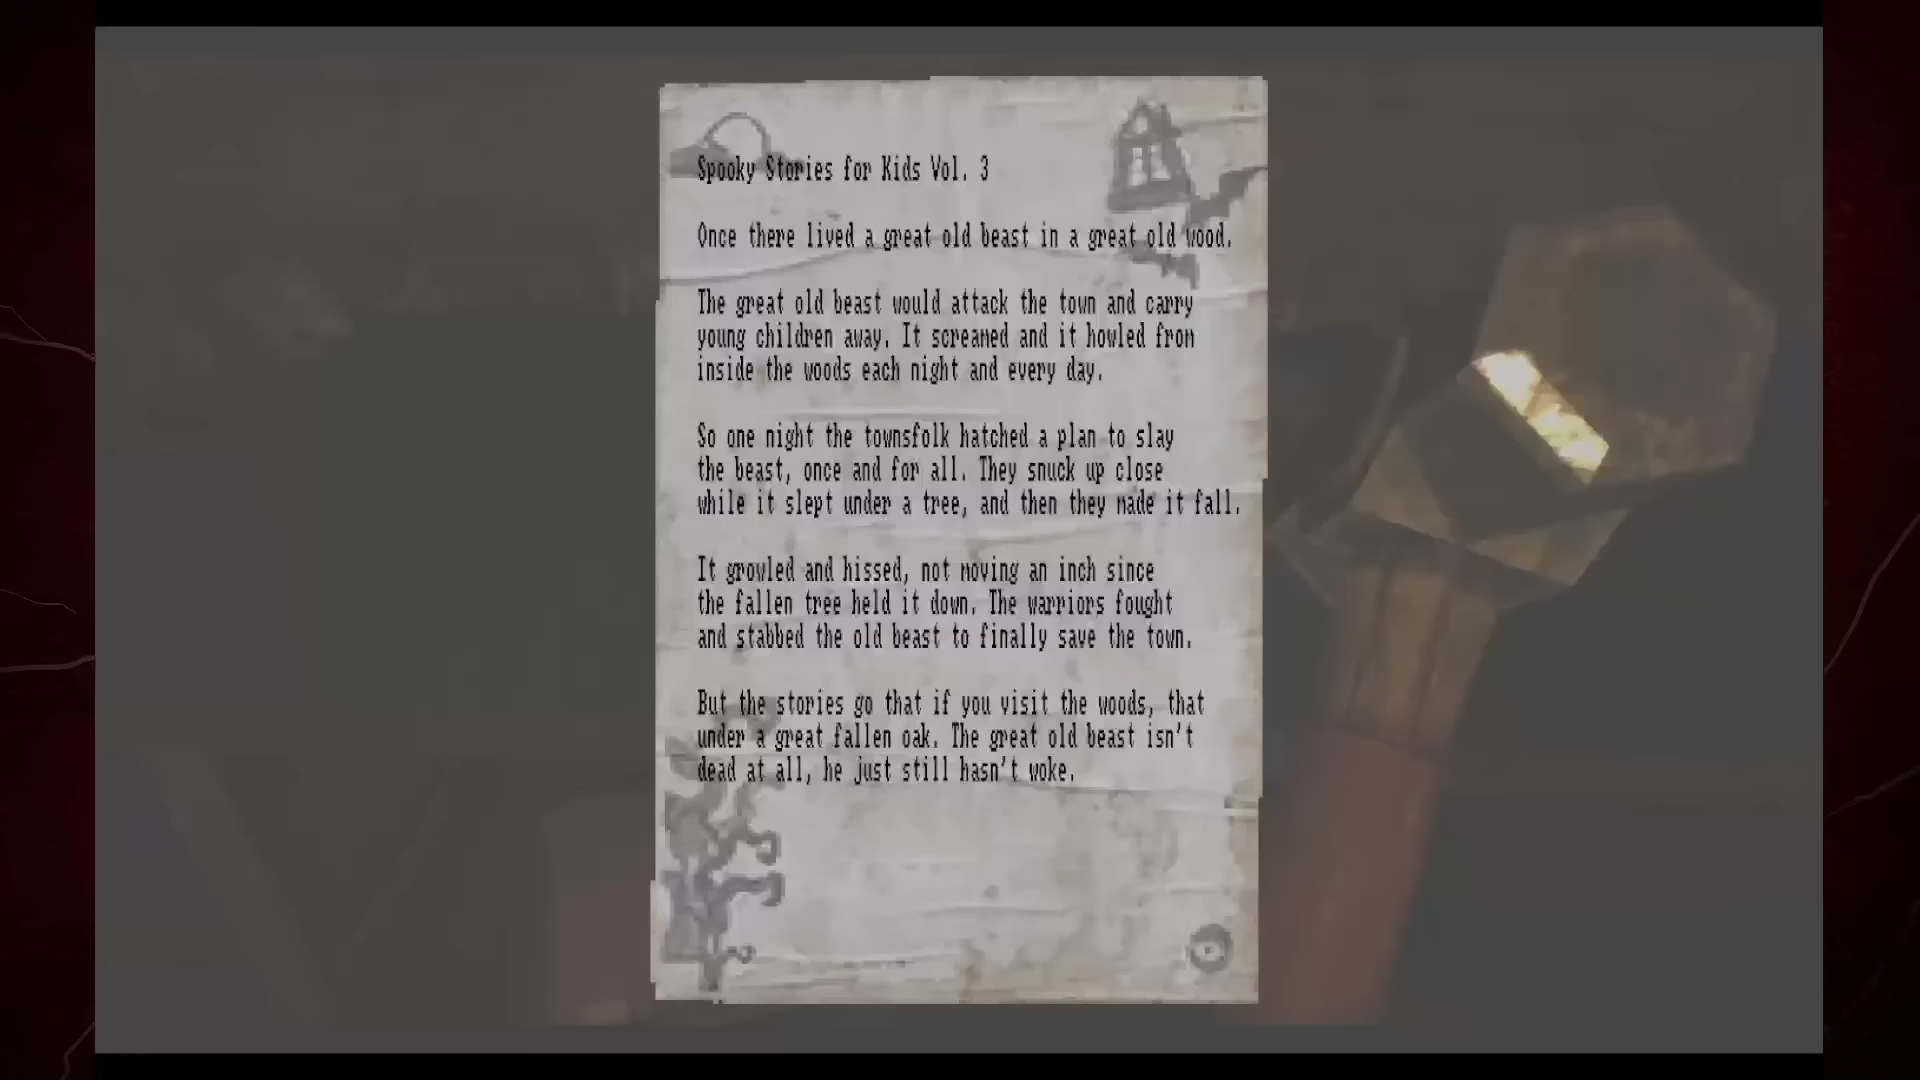 Spooky Stories for Kids Vol. 3
Once there lived a great old beast in a great old wood.
The great old beast would attack the town and carry
young children away. It screamed and it howled from
inside the woods each night and every day.
So one night the townsfolk hatched a plan to slay
the beast, once and for all. They snuck up close
while it slept under a tree, and then they made it fall.
It growled and hissed, not moving an inch since
the fallen tree held it down. The warriors fought
and stabbed the old beast to finally save the town.
But the stories go that if you visit the woods, that
under a great fallen oak. The great old beast isn't
dead at all, he just still hasn't woke.